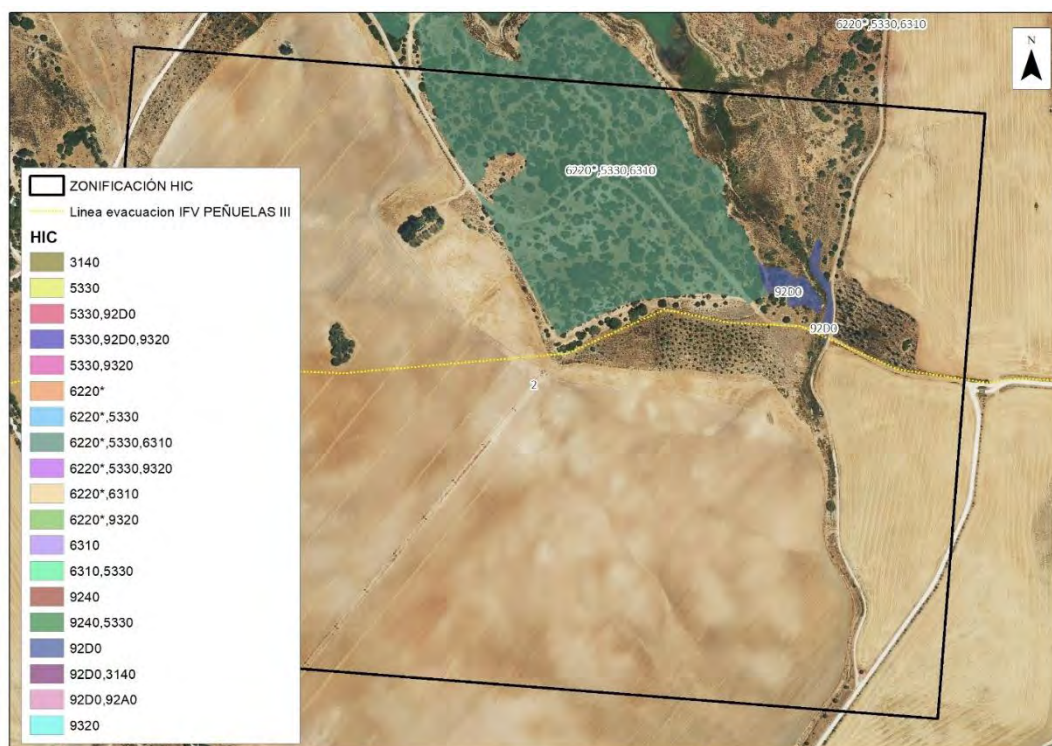 6220*,5330,6310
N
6220*,5330,6310
92D0
92D0
2
ZONIFICACIÓN HIC
Linea evacuacion IFV PEÑUELAS III
HIC
3140
5330
5330,92D0
5330,92D0,9320
5330,9320
6220*
6220*,5330
6220*,5330,6310
6220*,5330,9320
6220*,6310
6220*,9320
6310
6310,5330
9240
9240,5330
92D0
92D0,3140
92D0,92A0
9320